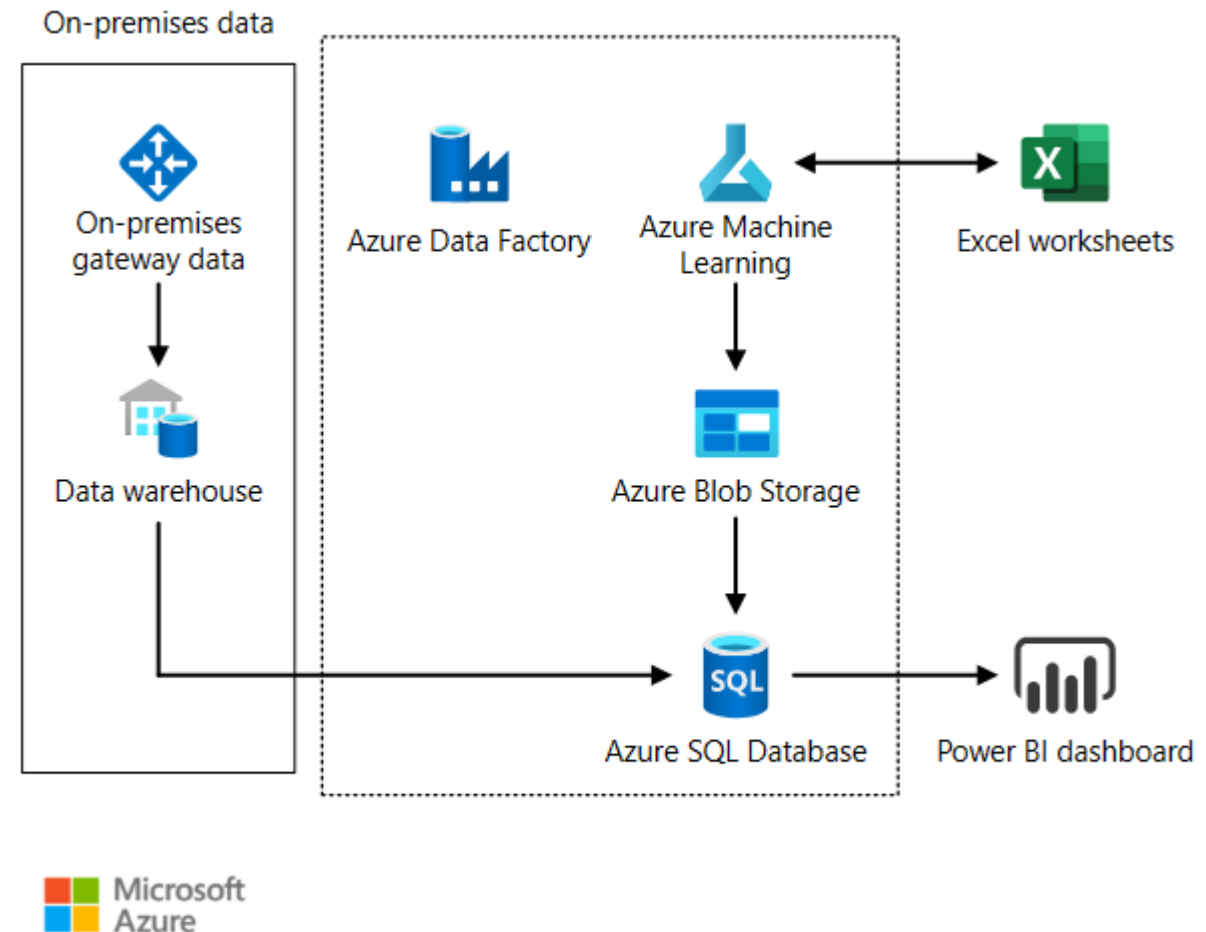 On-premises data
On-premises
gateway data
Azure Data Factory
Azure Machine
Learning
X
Excel worksheets
Data warehouse
Azure Blob Storage
SQL
Azure SQL Database
Power BI dashboard
Microsoft
Azure